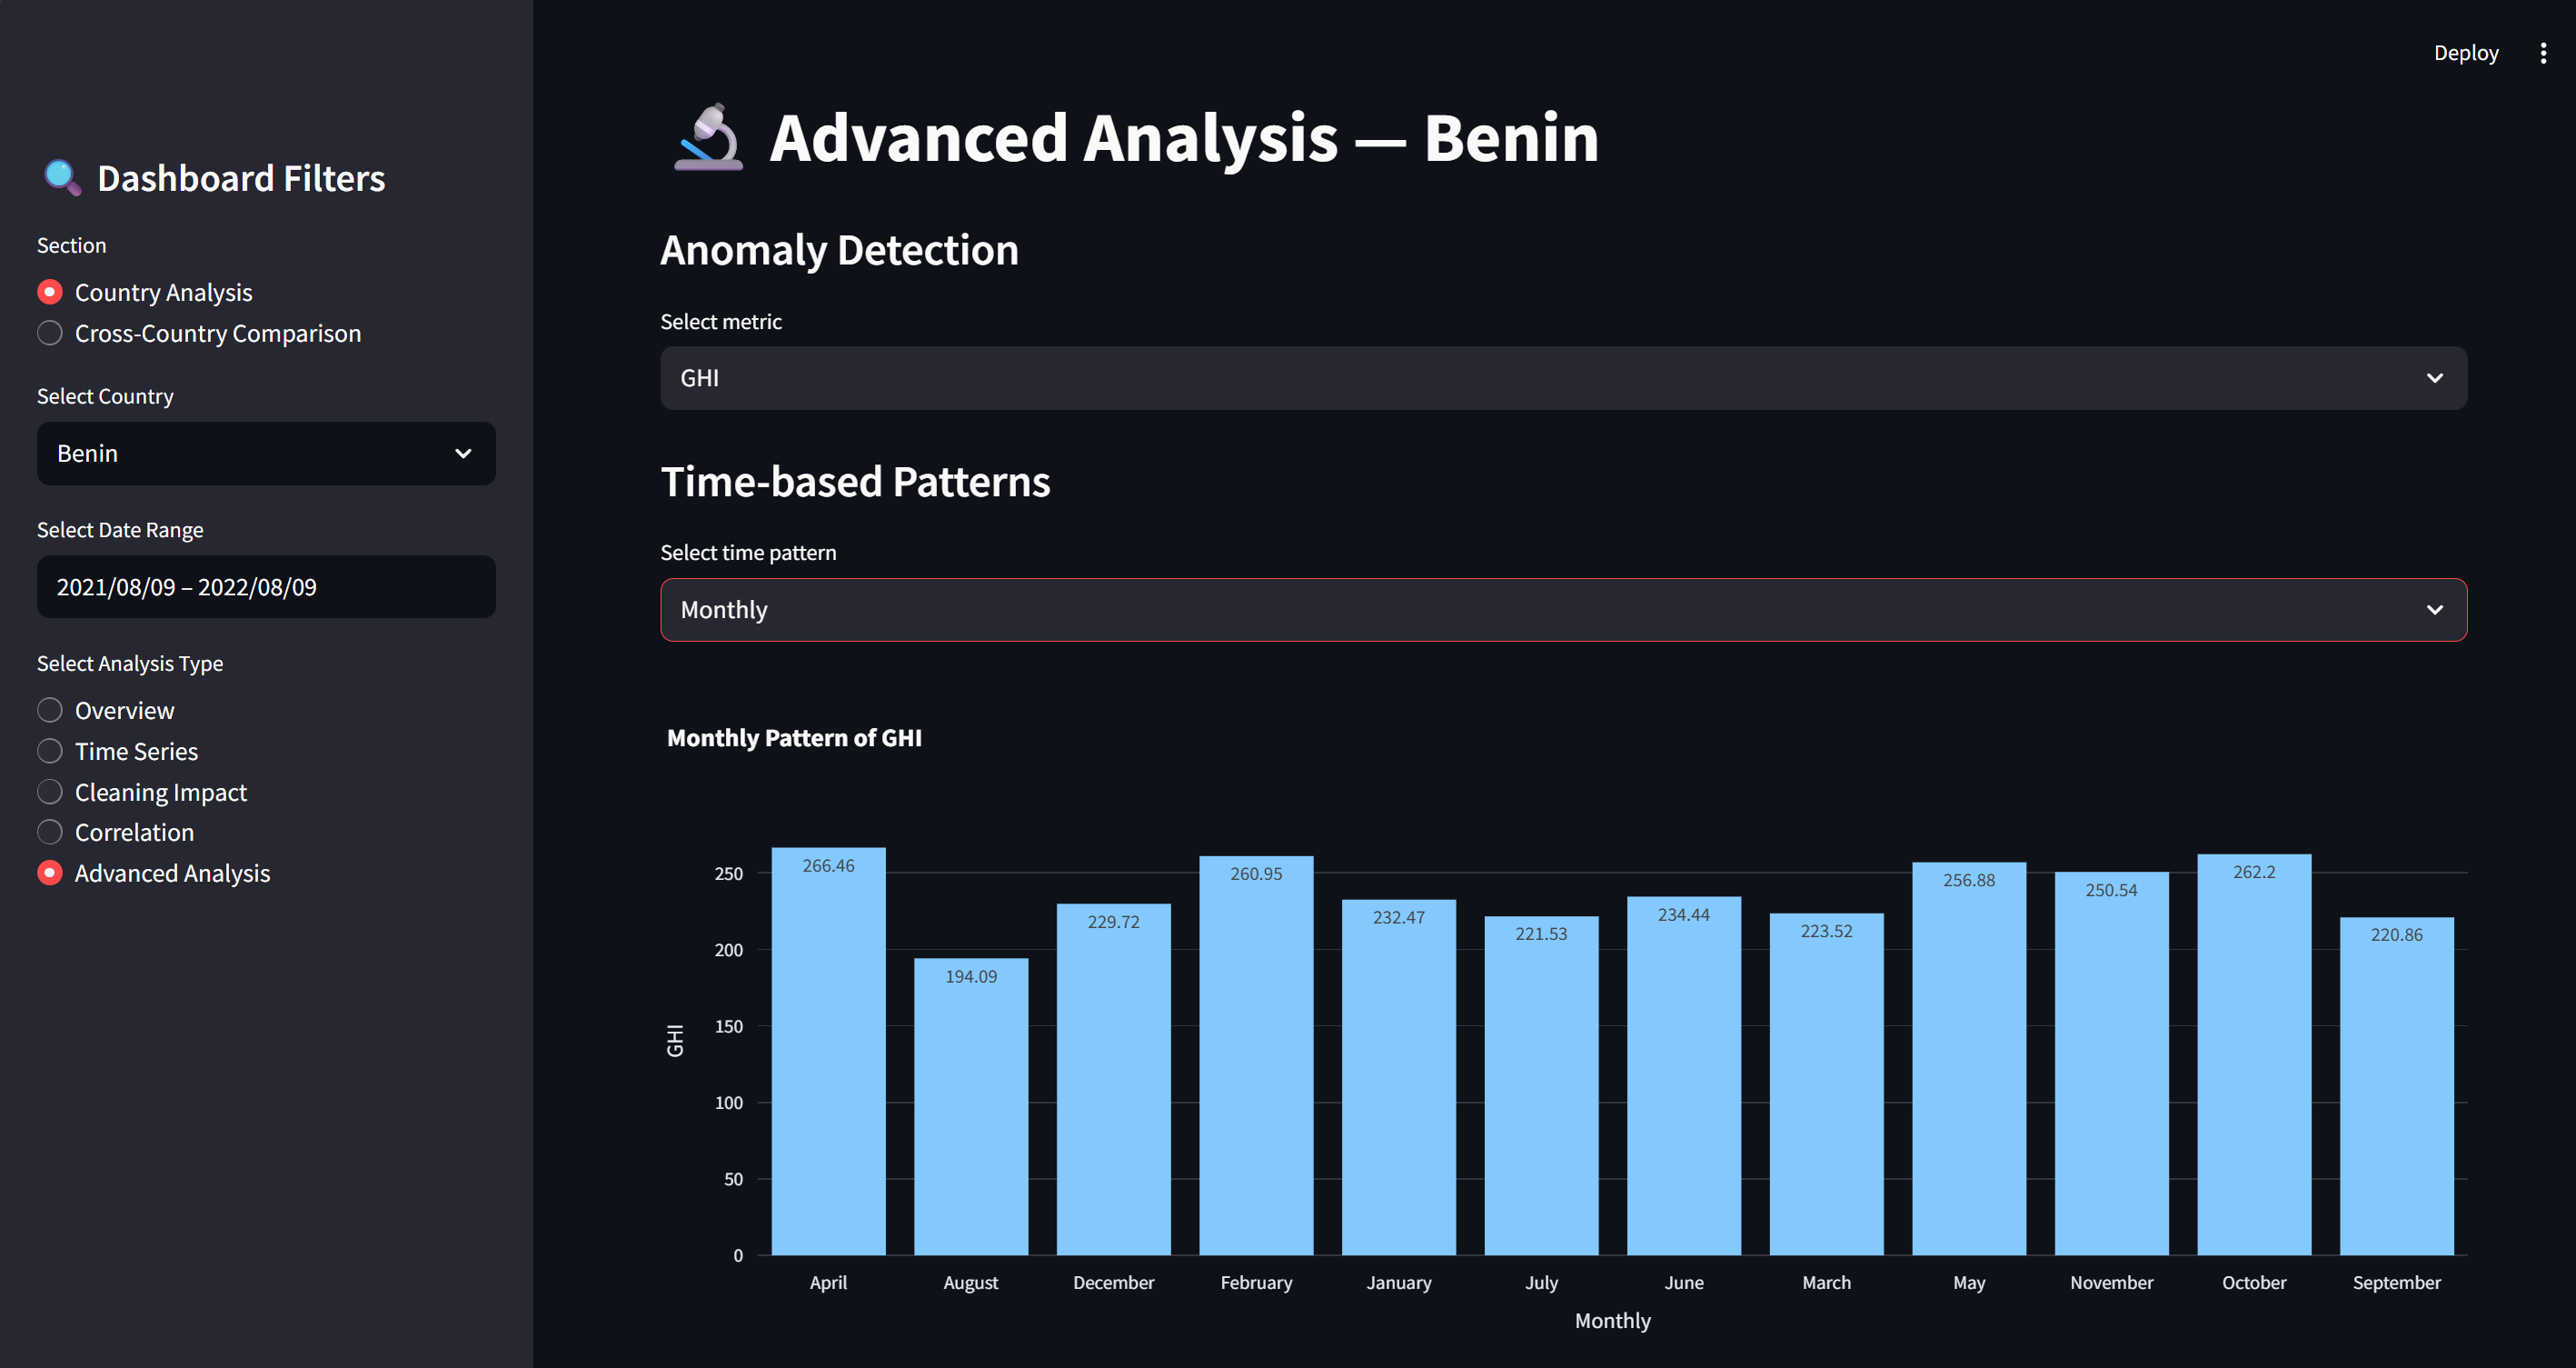 Deploy
Dashboard Filters
Section
Country Analysis
Cross-Country Comparison
Select Country
Benin
Select Date Range
2021/08/09 – 2022/08/09
Select Analysis Type
Overview
Time Series
Cleaning Impact
Correlation
Advanced Analysis
Advanced Analysis — Benin
Anomaly Detection
Select metric
GHI
Time-based Patterns
Select time pattern
Monthly
Monthly Pattern of GHI
GHI
250
200
150
100
50
0
266.46
194.09
229.72
260.95
232.47
221.53
234.44
223.52
256.88
250.54
262.2
220.86
April August December February January July June March May November October September
Monthly